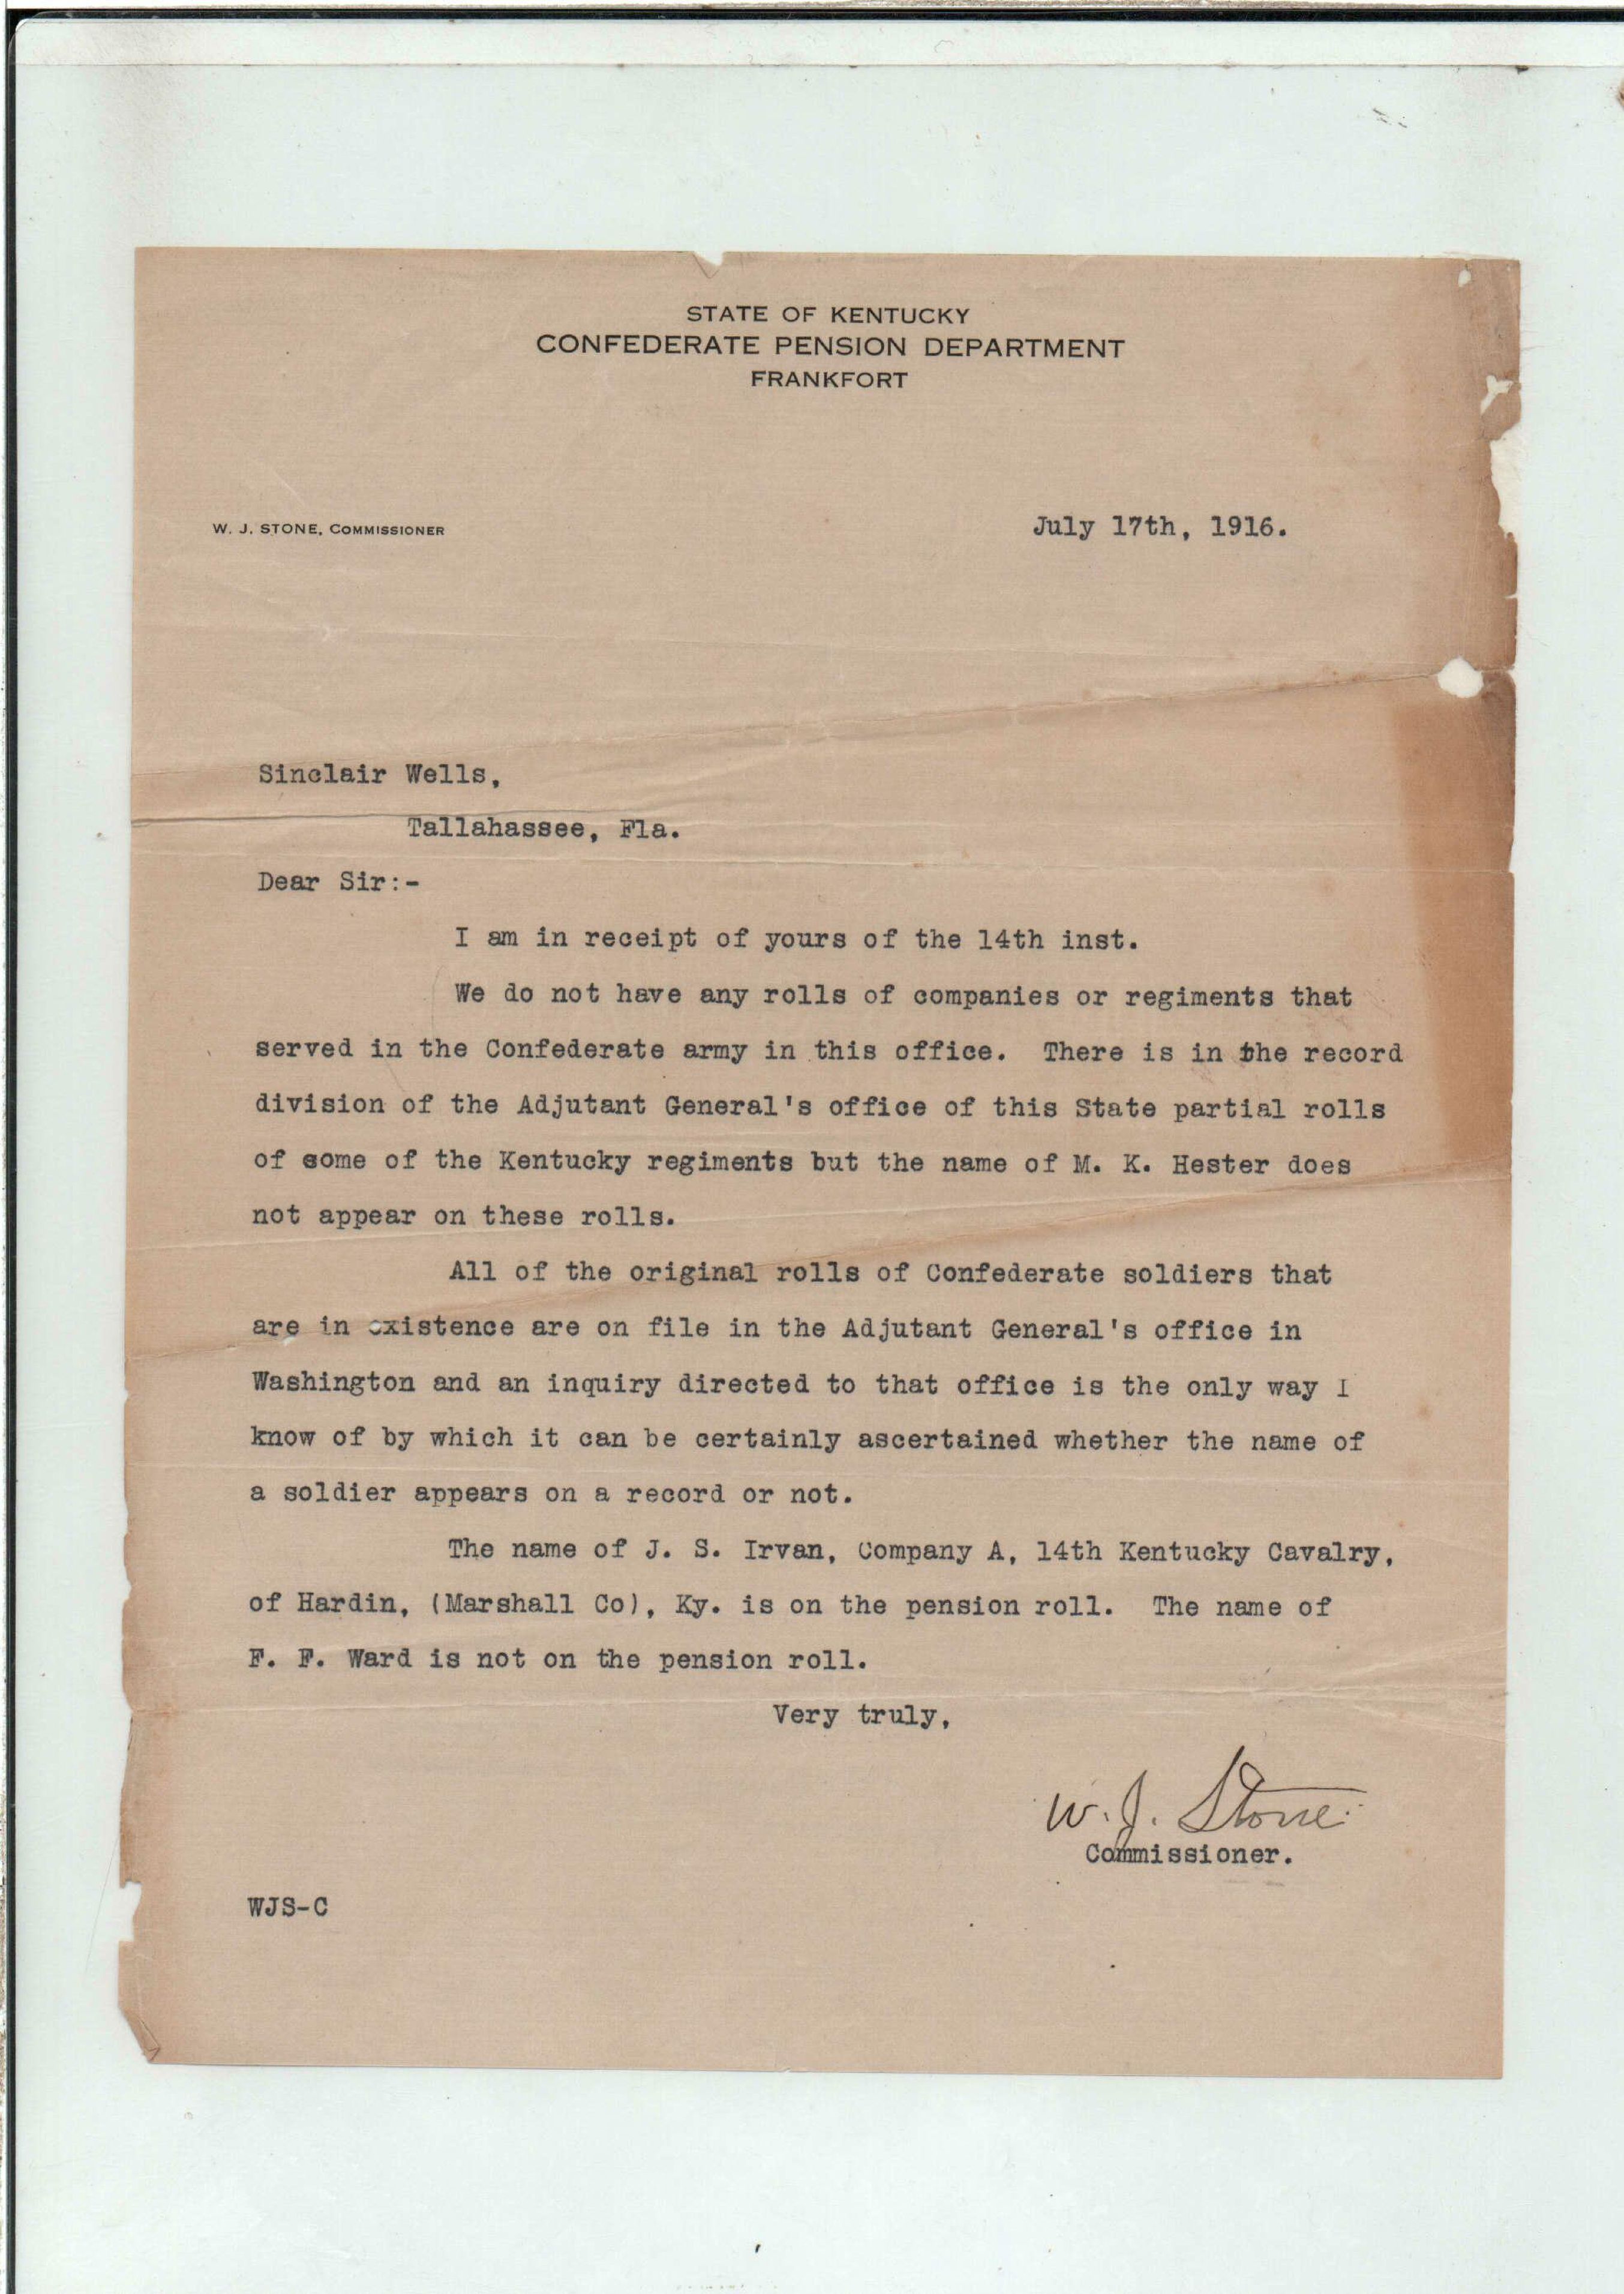 STATE OF KENTUCKY
CONFEDERATE PENSION DEPARTMENT
FRANKFORT
W. J. STONE, COMMISSIONER
July 17th, 1916.
Sinclair Wells,
Tallahassee, Fla.
Dear Sir:-
I am in receipt of yours of the 14th inst.
We do not have any rolls of companies or regiments that
served in the Confederate army in this office. There is in the record
division of the Adjutant General's office of this State partial rolls
of some of the Kentucky regiments but the name of M. K. Hester does
not appear on these rolls.
All of the original rolls of Confederate soldiers that
are in existence are on file in the Adjutant General's office in
Washington and an inquiry directed to that office is the only way I
know of by which it can be certainly ascertained whether the name of
a soldier appears on a record or not.
The name of J. S. Irvan, Company A, 14th Kentucky Cavalry,
of Hardin, (Marshall Co), Ky. is on the pension roll. The name of
F. F. Ward is not on the pension roll.
Very truly,
W. J. Stone
Commissioner.
WJS-C